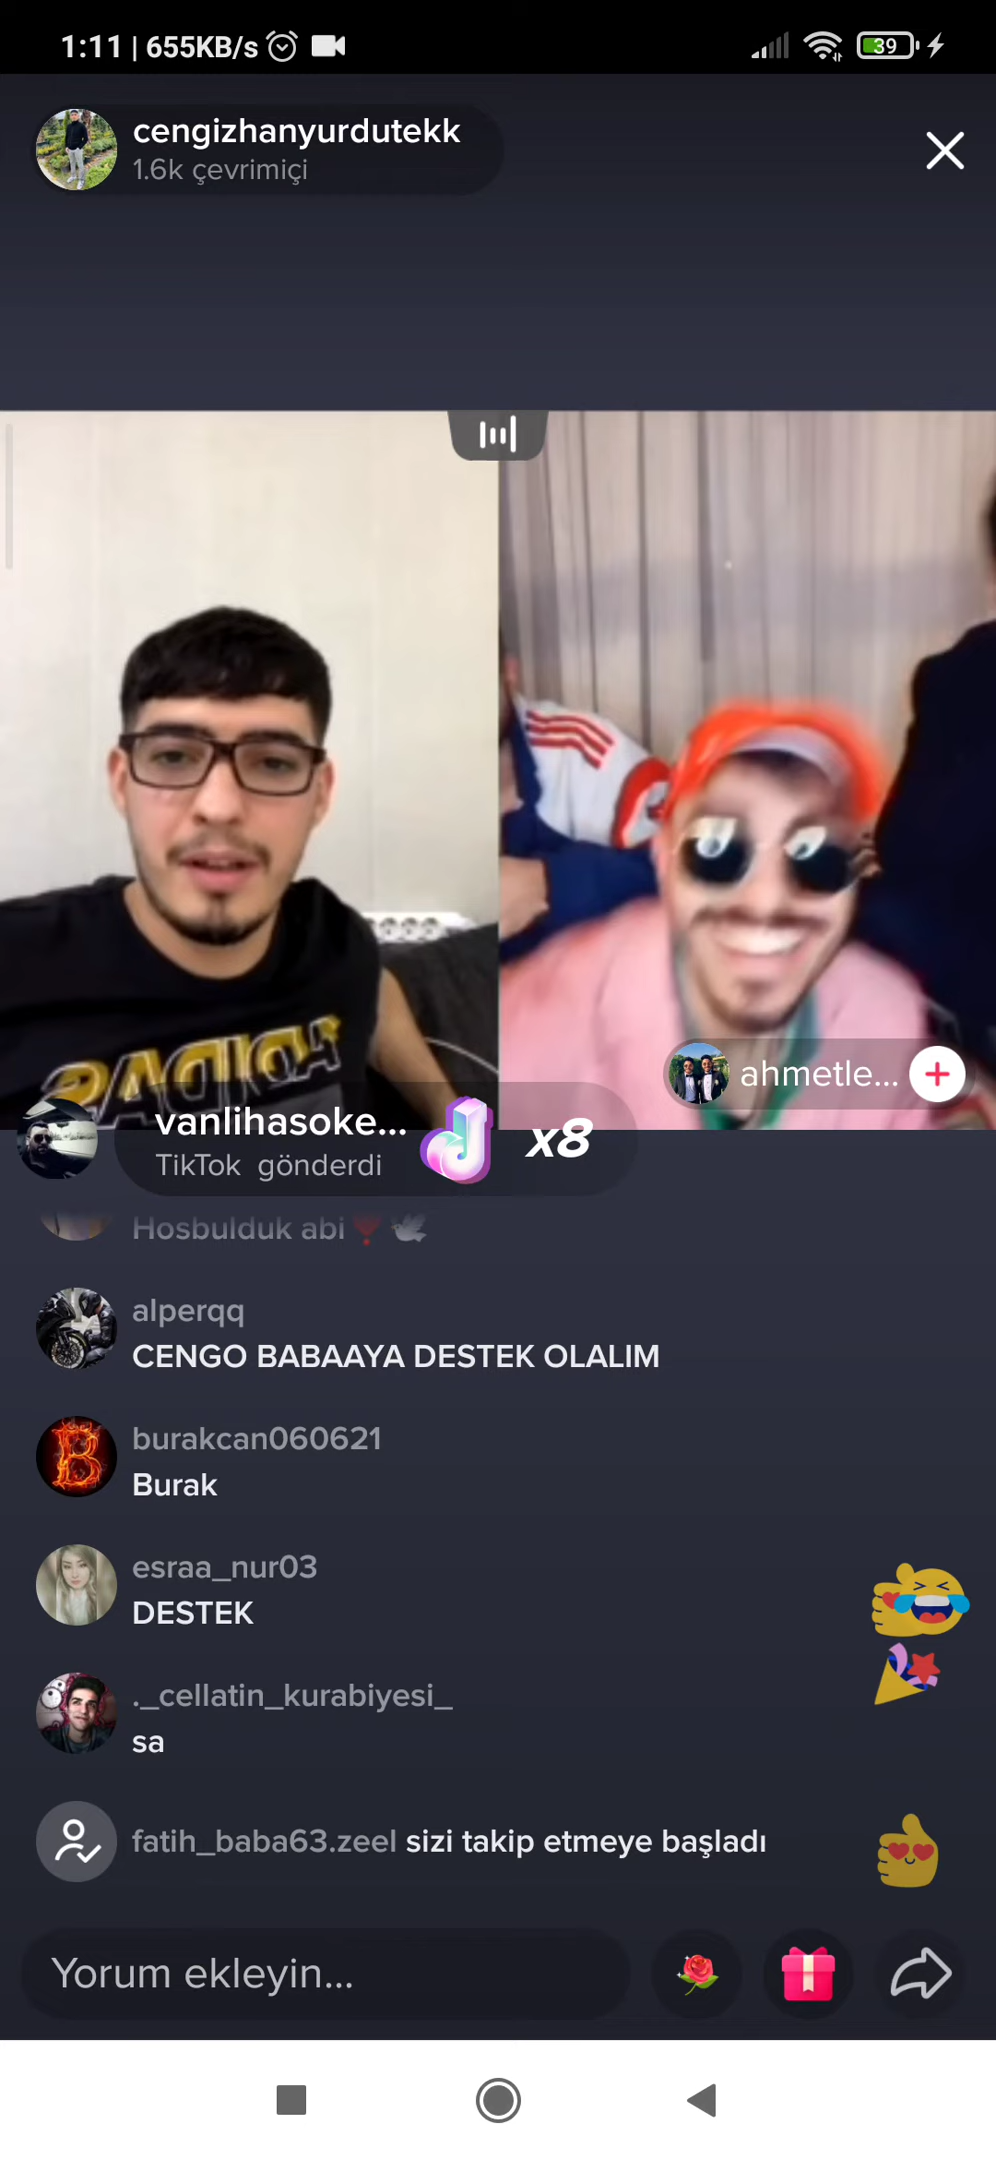 1:11 | 655KB/s
39
cengizhanyurdutekk
1.6k çevrimiçi
ADIDAS
ahmetle...
vanlihasoke...
TikTok gönderdi
x8
Hosbulduk abi❣️🕊️
alperqq
CENGO BABAAYA DESTEK OLALIM
burakcan060621
Burak
esraa_nur03
DESTEK
._cellatin_kurabiyesi_
sa
fatih_baba63.zeel sizi takip etmeye başladı
Yorum ekleyin...